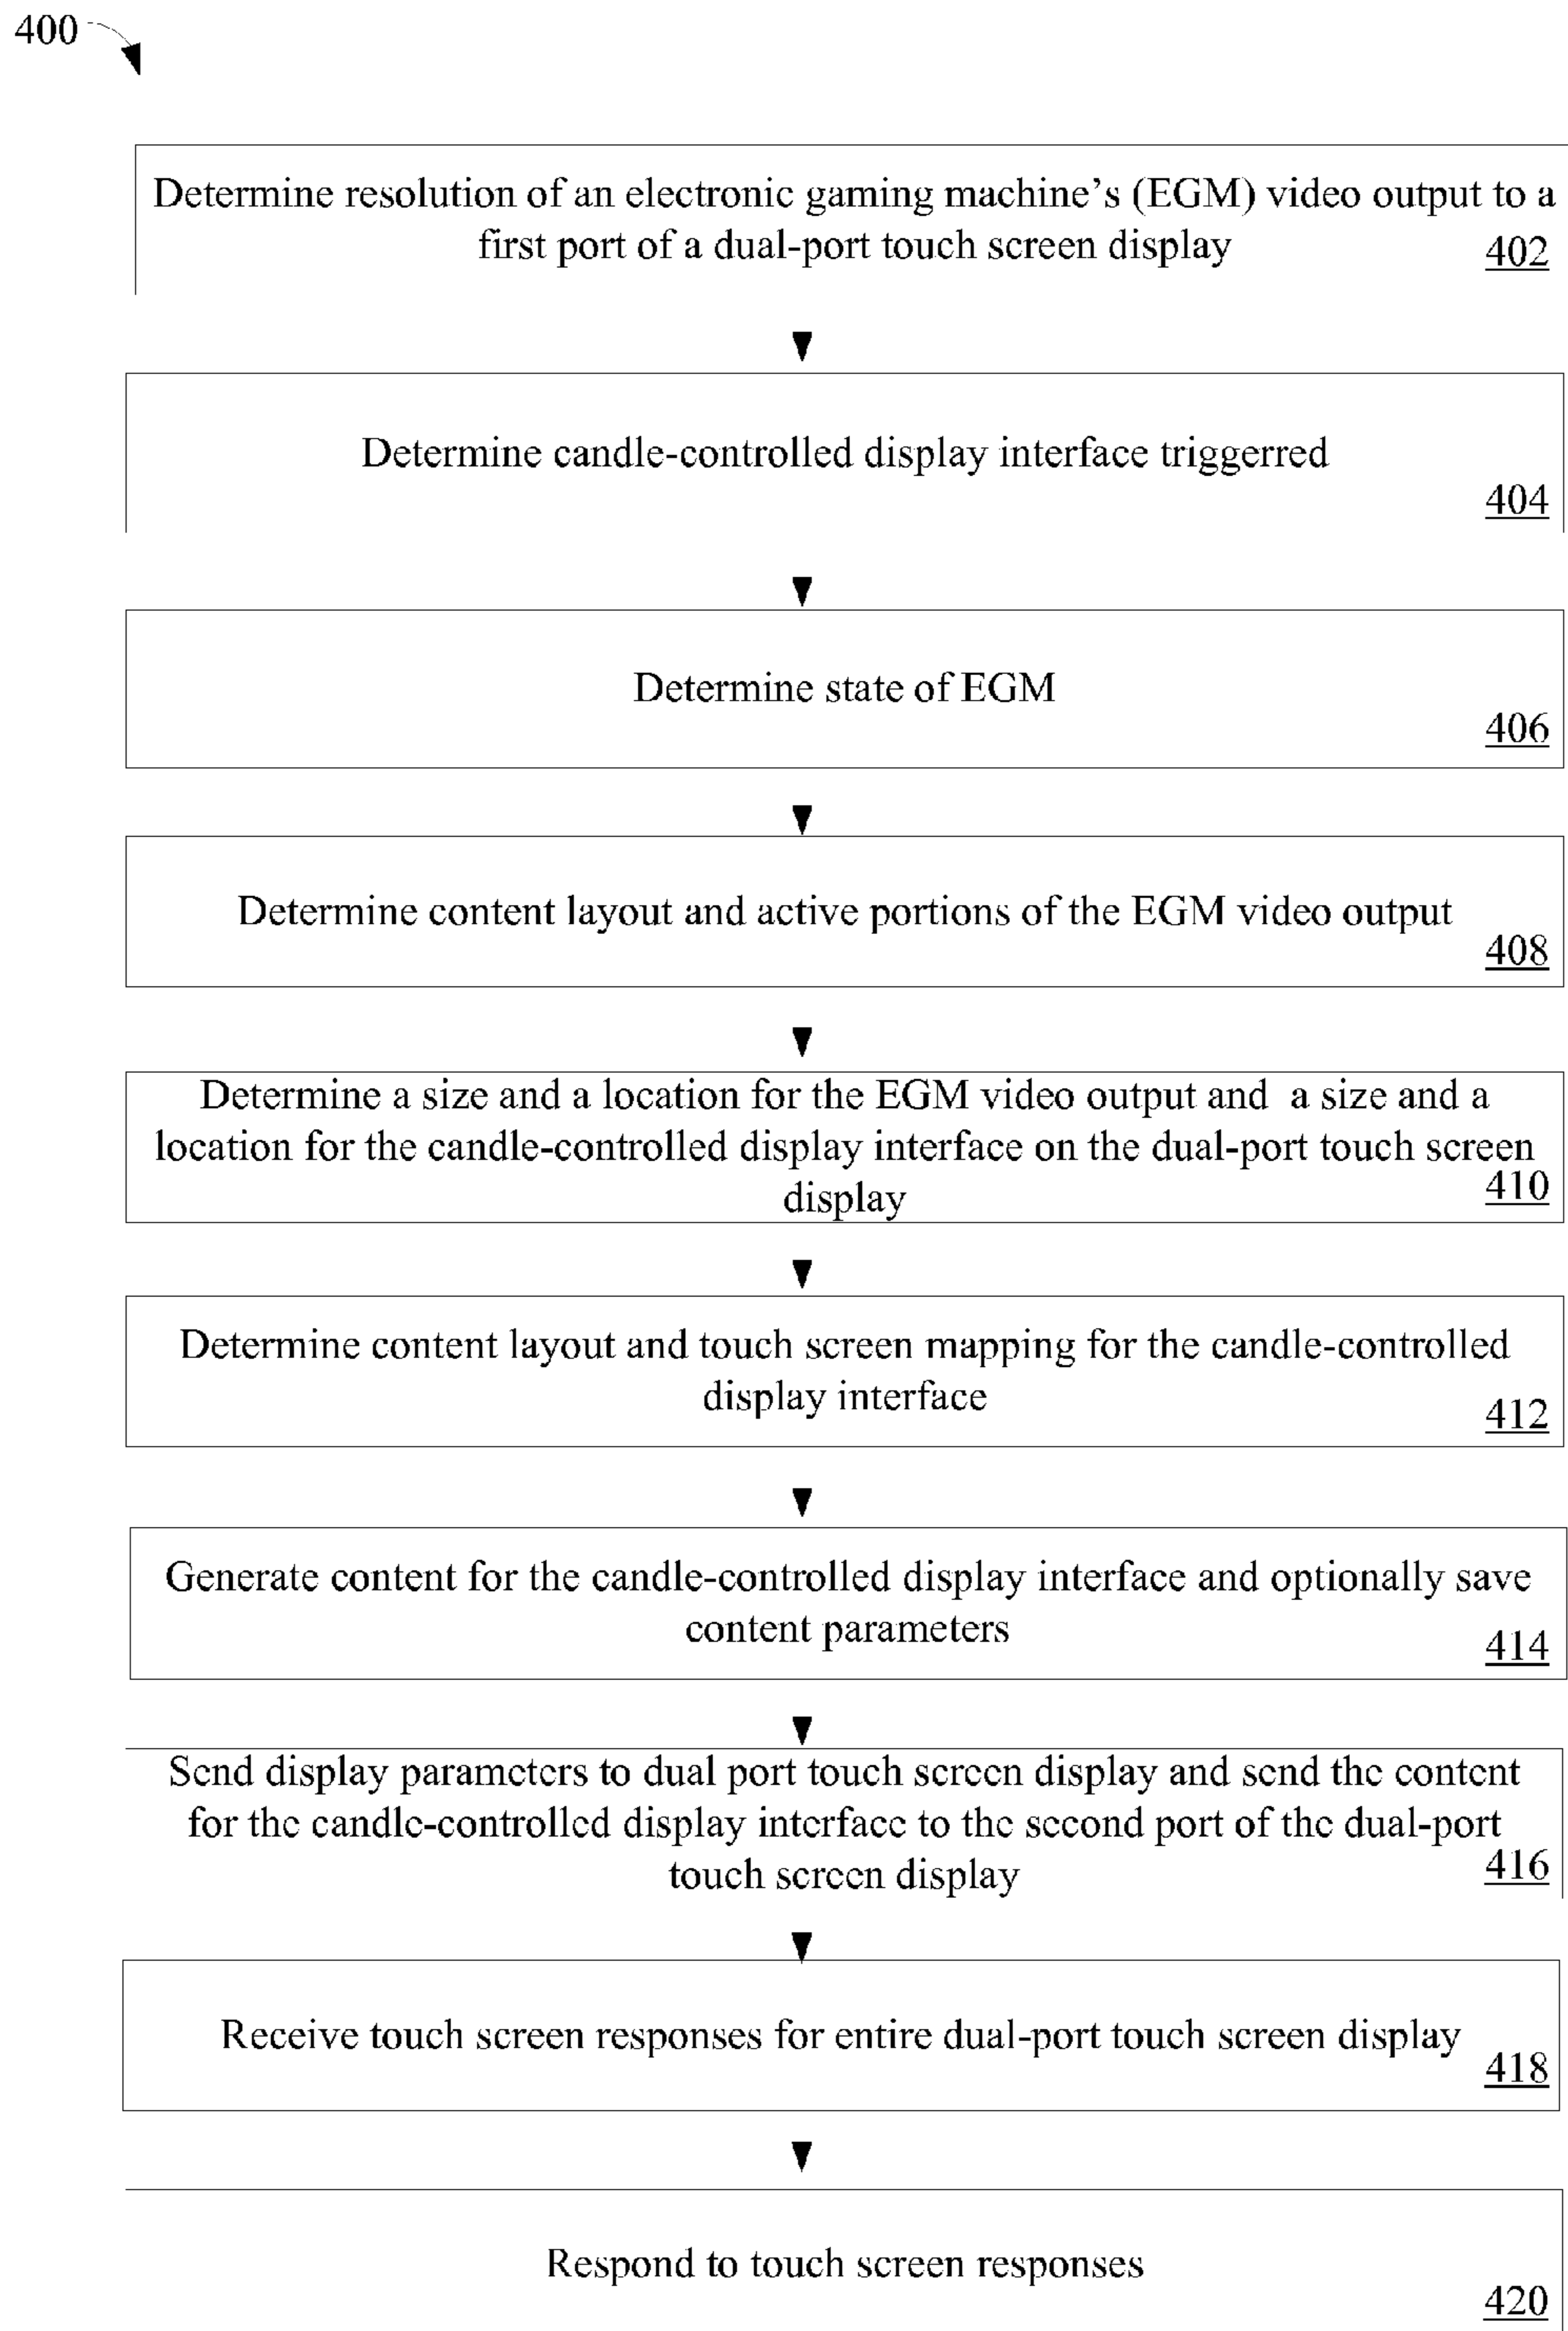 400
Determine resolution of an electronic gaming machine's (EGM) video output to a
first port of a dual-port touch screen display
402
Determine candle-controlled display interface triggerred
404
Determine state of EGM
406
Determine content layout and active portions of the EGM video output
408
Determine a size and a location for the EGM video output and a size and a
location for the candle-controlled display interface on the dual-port touch screen
display
410
Determine content layout and touch screen mapping for the candle-controlled
display interface
412
Generate content for the candle-controlled display interface and optionally save
content parameters
414
Send display parameters to dual port touch screen display and send the content
for the candle-controlled display interface to the second port of the dual-port
touch screen display
416
Receive touch screen responses for entire dual-port touch screen display
418
Respond to touch screen responses
420